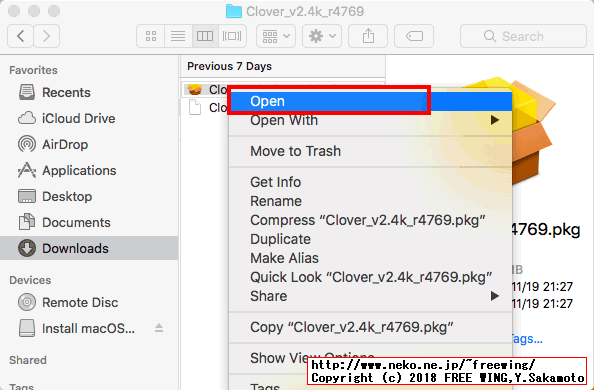 Clover_v2.4k_r4769
Search
Favorites
Recents
iCloud Drive
AirDrop
Applications
Desktop
Documents
Downloads
Devices
Remote Disc
Install macOS...
Shared
Tags
Previous 7 Days
Clo
Clo
Open
Open With
Move to Trash
Get Info
Rename
Compress “Clover_v2.4k_r4769.pkg”
Duplicate
Make Alias
Quick Look “Clover_v2.4k_r4769.pkg”
Share
Copy “Clover_v2.4k_r4769.pkg”
Show View Options
Tags...
4769.pkg
MB
11/19 21:27
11/19 21:27
Tags...
http://www.neko.ne.jp/~freewing/
Copyright (c) 2018 FREE WING,Y.Sakamoto